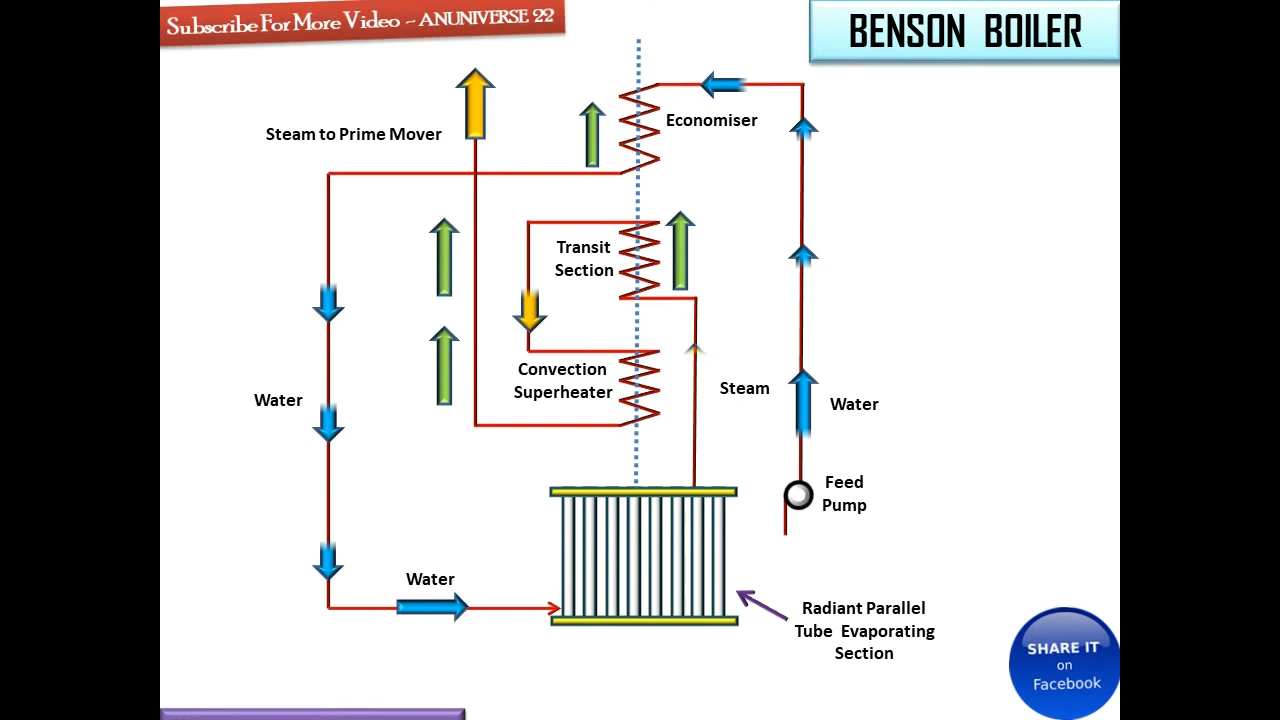 Subscribe For More Video ~ ANUNIVERSE 22
BENSON BOILER
Steam to Prime Mover
Economiser
Transit
Section
Convection
Superheater
Steam
Water
Water
Feed
Pump
Water
Radiant Parallel
Tube Evaporating
Section
SHARE IT
on
Facebook